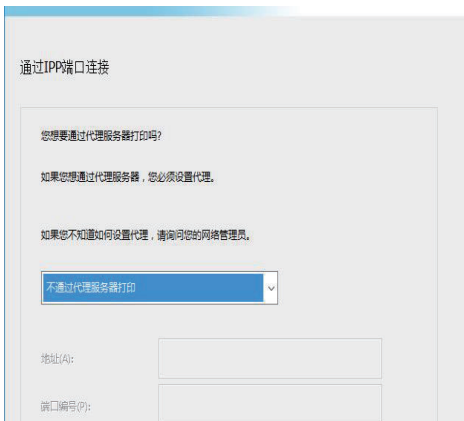 通过IPP端口连接
您想要通过代理服务器打印吗?
如果您想通过代理服务器，您必须设置代理。
如果您不知道如何设置代理，请询问您的网络管理员。
不通过代理服务器打印
地址(A):
端口编号(P):